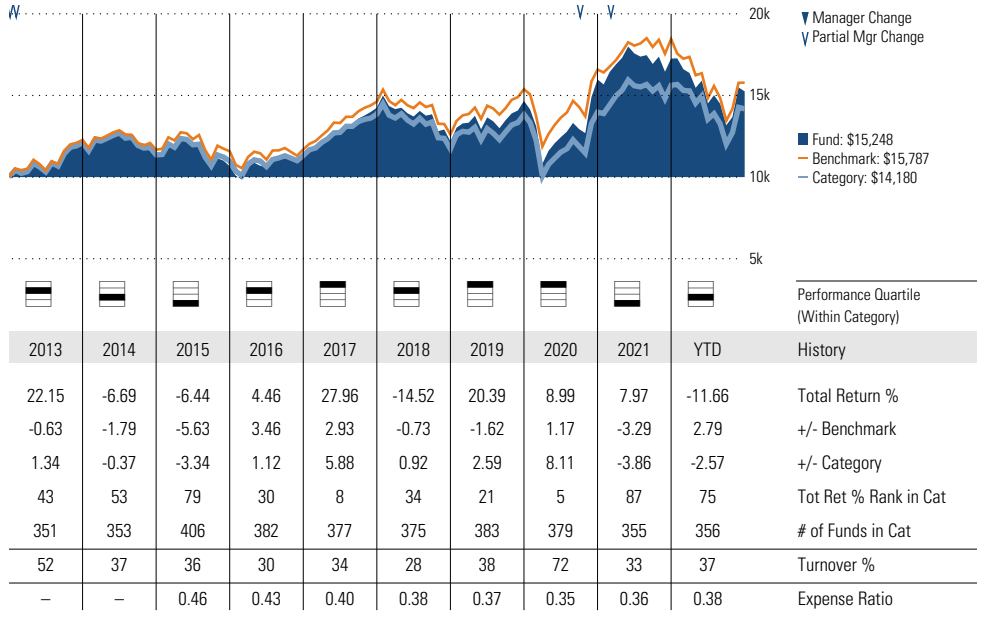 20k
▼ Manager Change
V Partial Mgr Change
15k
Fund: $15,248
Benchmark: $15,787
Category: $14,180
10k
5k
Performance Quartile
(Within Category)
2013 2014 2015 2016 2017 2018 2019 2020 2021 YTD History
22.15 -6.69 -6.44 4.46 27.96 -14.52 20.39 8.99 7.97 -11.66 Total Return %
-0.63 -1.79 -5.63 3.46 2.93 -0.73 -1.62 1.17 -3.29 2.79 +/- Benchmark
1.34 -0.37 -3.34 1.12 5.88 0.92 2.59 8.11 -3.86 -2.57 +/- Category
43 53 79 30 8 34 21 5 87 75 Tot Ret % Rank in Cat
351 353 406 382 377 375 383 379 355 356 # of Funds in Cat
52 37 36 30 34 28 38 72 33 37 Turnover %
– – 0.46 0.43 0.40 0.38 0.37 0.35 0.36 0.38 Expense Ratio